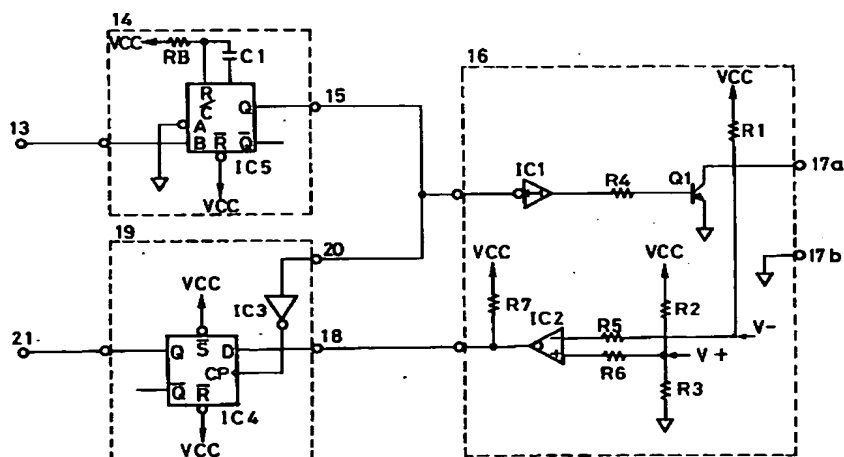 14
VCC
RB
C1
R
C
A
B
R̅
Q
Q̅
IC5
VCC
13
15
16
VCC
R1
IC1
R4
Q1
17a
17b
19
20
VCC
IC3
18
21
Q
S̅
D
CP
Q̅
R̅
IC4
VCC
VCC
R7
IC2
VCC
R2
R5
V-
R6
V+
R3
-
+